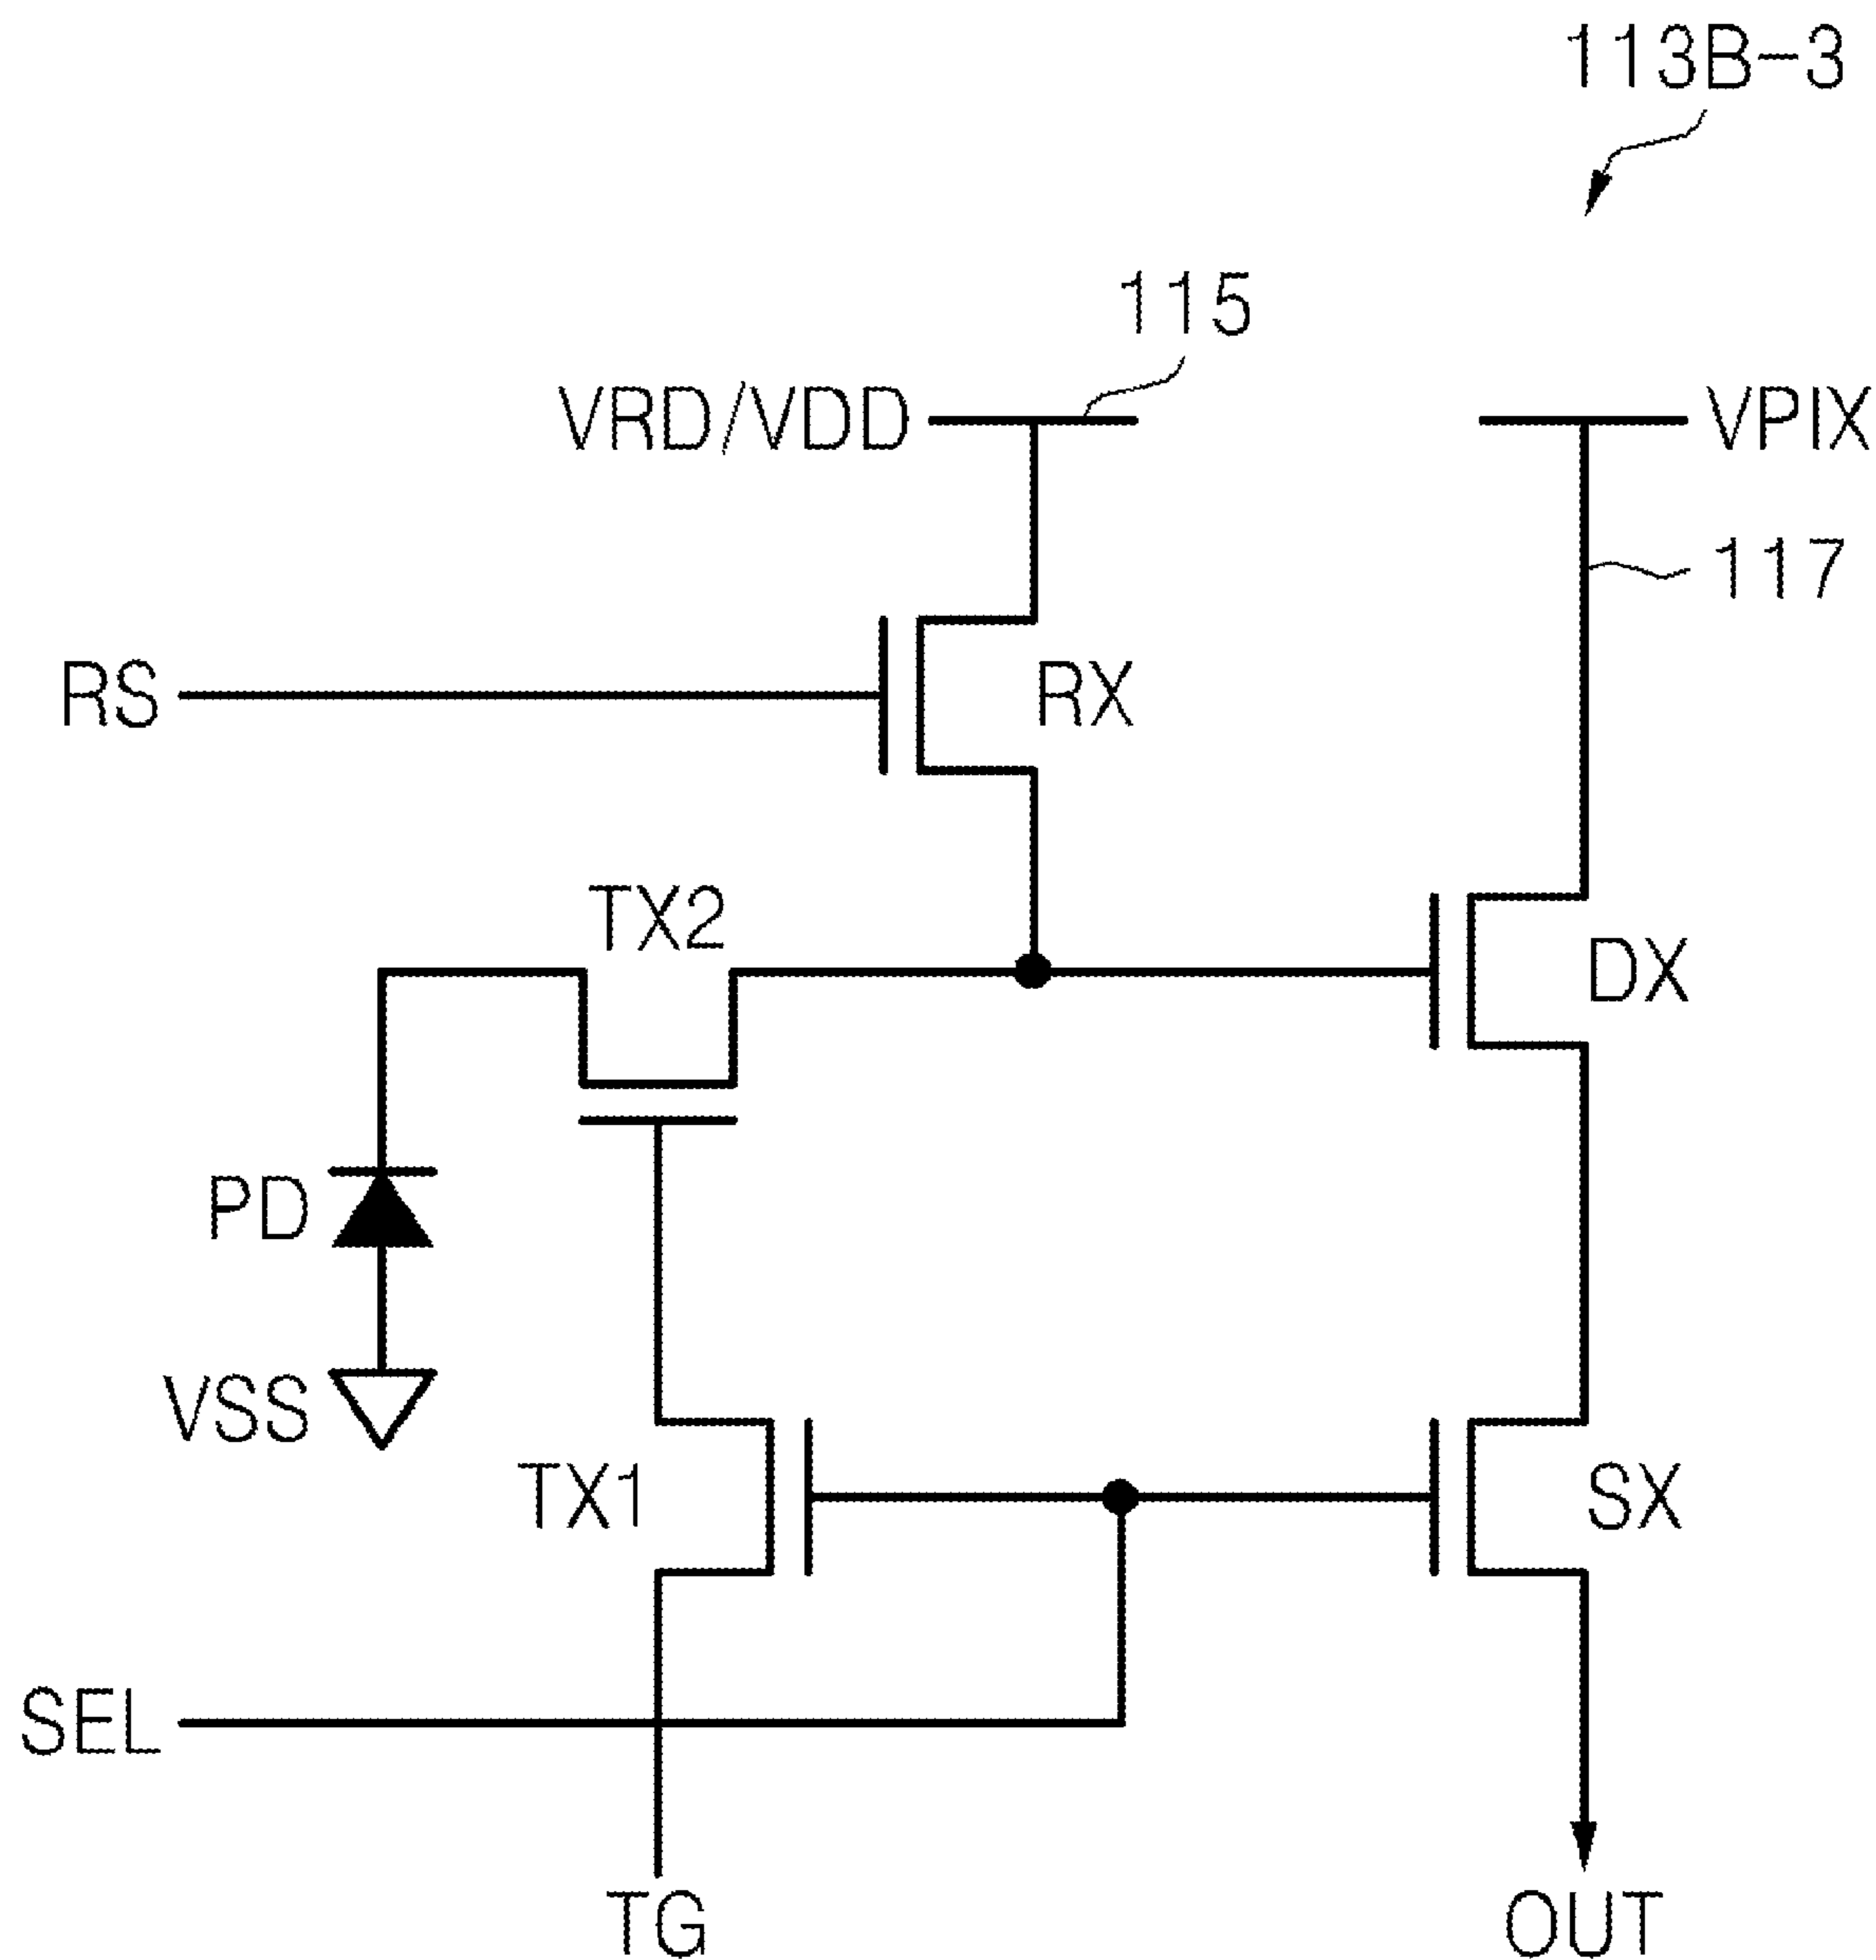 113B-3
115
VRD/VDD
VPIX
117
RS
RX
TX2
DX
PD
VSS
TX1
SX
SEL
TG
OUT